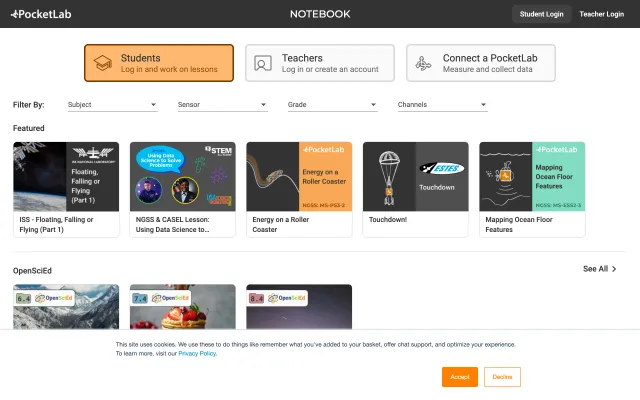 PocketLab
NOTEBOOK
Student Login
Teacher Login
Students
Log in and work on lessons
Teachers
Log in or create an account
Connect a PocketLab
Measure and collect data
Filter By:
Subject
Sensor
Grade
Channels
Featured
ISS NATIONAL LABORATORY
Floating,
Falling or
Flying
(Part 1)
ISS - Floating, Falling or
Flying (Part 1)
Using Data
Science to Solve
Problems
STEM
NGSS & CASEL Lesson:
Using Data Science to...
PocketLab
Energy on a
Roller Coaster
NGSS: MS-PS3-2
Energy on a Roller
Coaster
ESTES
Touchdown
Touchdown!
PocketLab
Mapping
Ocean Floor
Features
NGSS: MS-ESS2-3
Mapping Ocean Floor
Features
OpenSciEd
See All
6.4 OpenSciEd
7.4 OpenSciEd
8.4 OpenSciEd
This site uses cookies. We use these to do things like remember what you've added to your basket, offer chat support, and optimize your experience.
To learn more, visit our Privacy Policy.
Accept
Decline